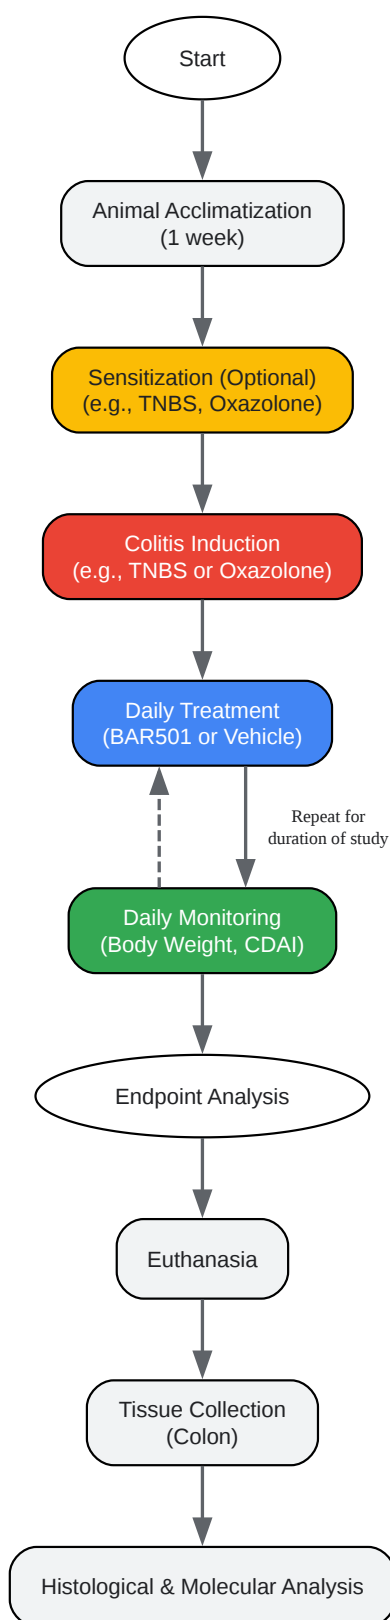 Start
Animal Acclimatization
(1 week)
Sensitization (Optional)
(e.g., TNBS, Oxazolone)
Colitis Induction
(e.g., TNBS or Oxazolone)
Daily Treatment
(BAR501 or Vehicle)
Repeat for
duration of study
Daily Monitoring
(Body Weight, CDAI)
Endpoint Analysis
Euthanasia
Tissue Collection
(Colon)
Histological & Molecular Analysis